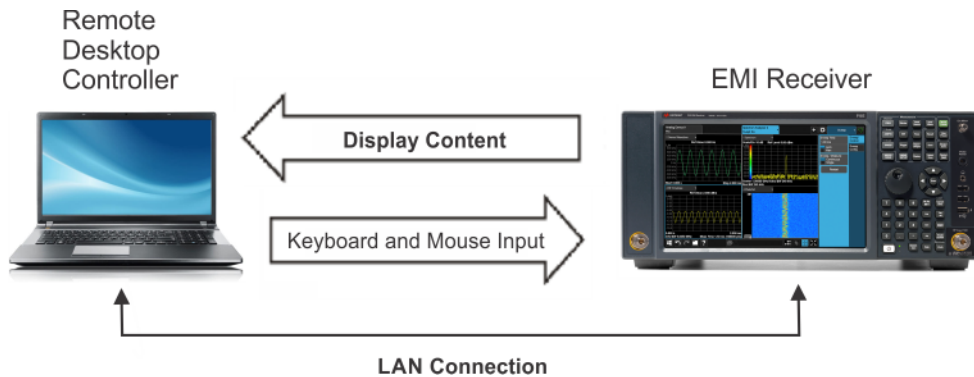 Remote
Desktop
Controller
EMI Receiver
Display Content
Keyboard and Mouse Input
LAN Connection